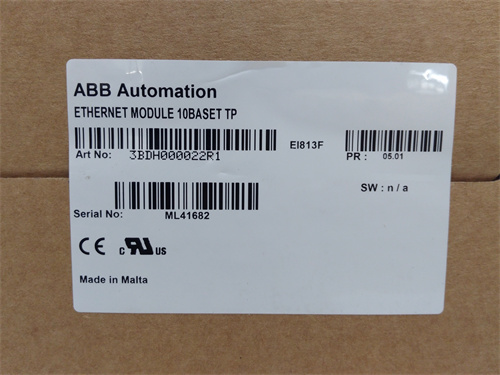 ABB Automation
ETHERNET MODULE 10BASET TP
EI813F
Art No: 3BDH000022R1
PR : 05.01
SW : n / a
Serial No: ML41682
CE c UR US
Made in Malta